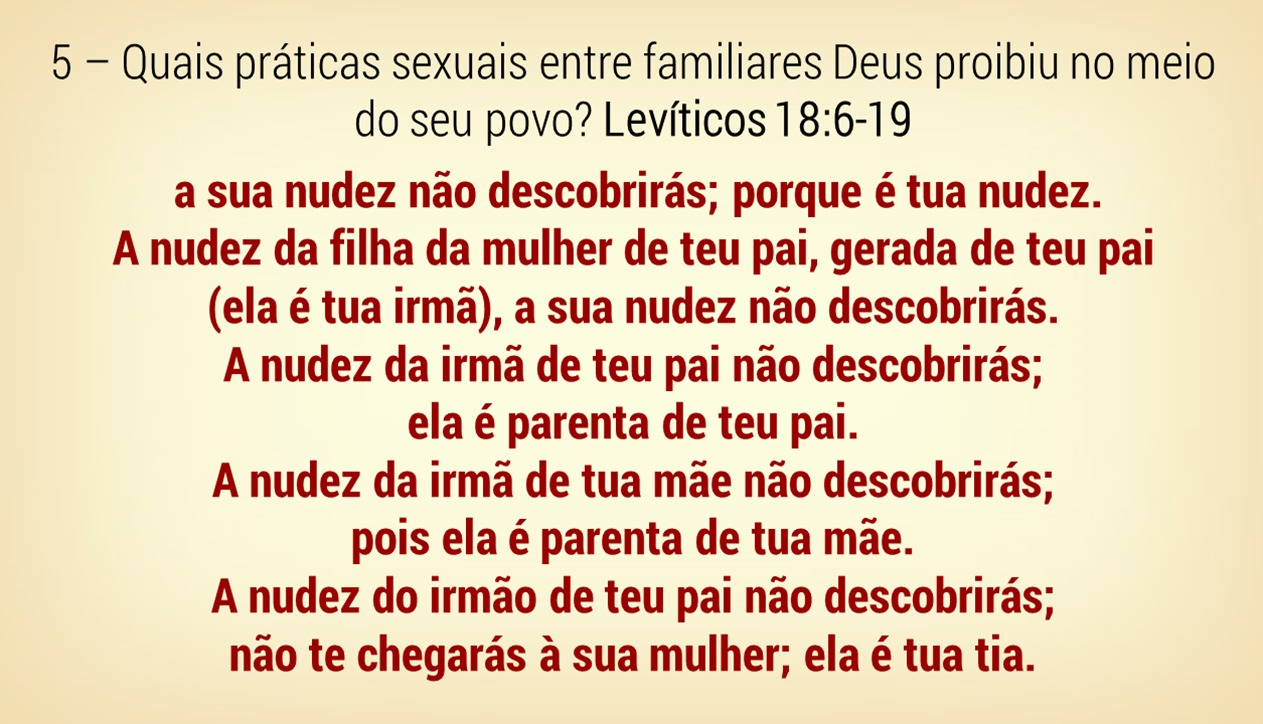 5 – Quais práticas sexuais entre familiares Deus proibiu no meio
do seu povo? Levíticos 18:6-19
a sua nudez não descobrirás; porque é tua nudez.
A nudez da filha da mulher de teu pai, gerada de teu pai
(ela é tua irmã), a sua nudez não descobrirás.
A nudez da irmã de teu pai não descobrirás;
ela é parenta de teu pai.
A nudez da irmã de tua mãe não descobrirás;
pois ela é parenta de tua mãe.
A nudez do irmão de teu pai não descobrirás;
não te chegarás à sua mulher; ela é tua tia.